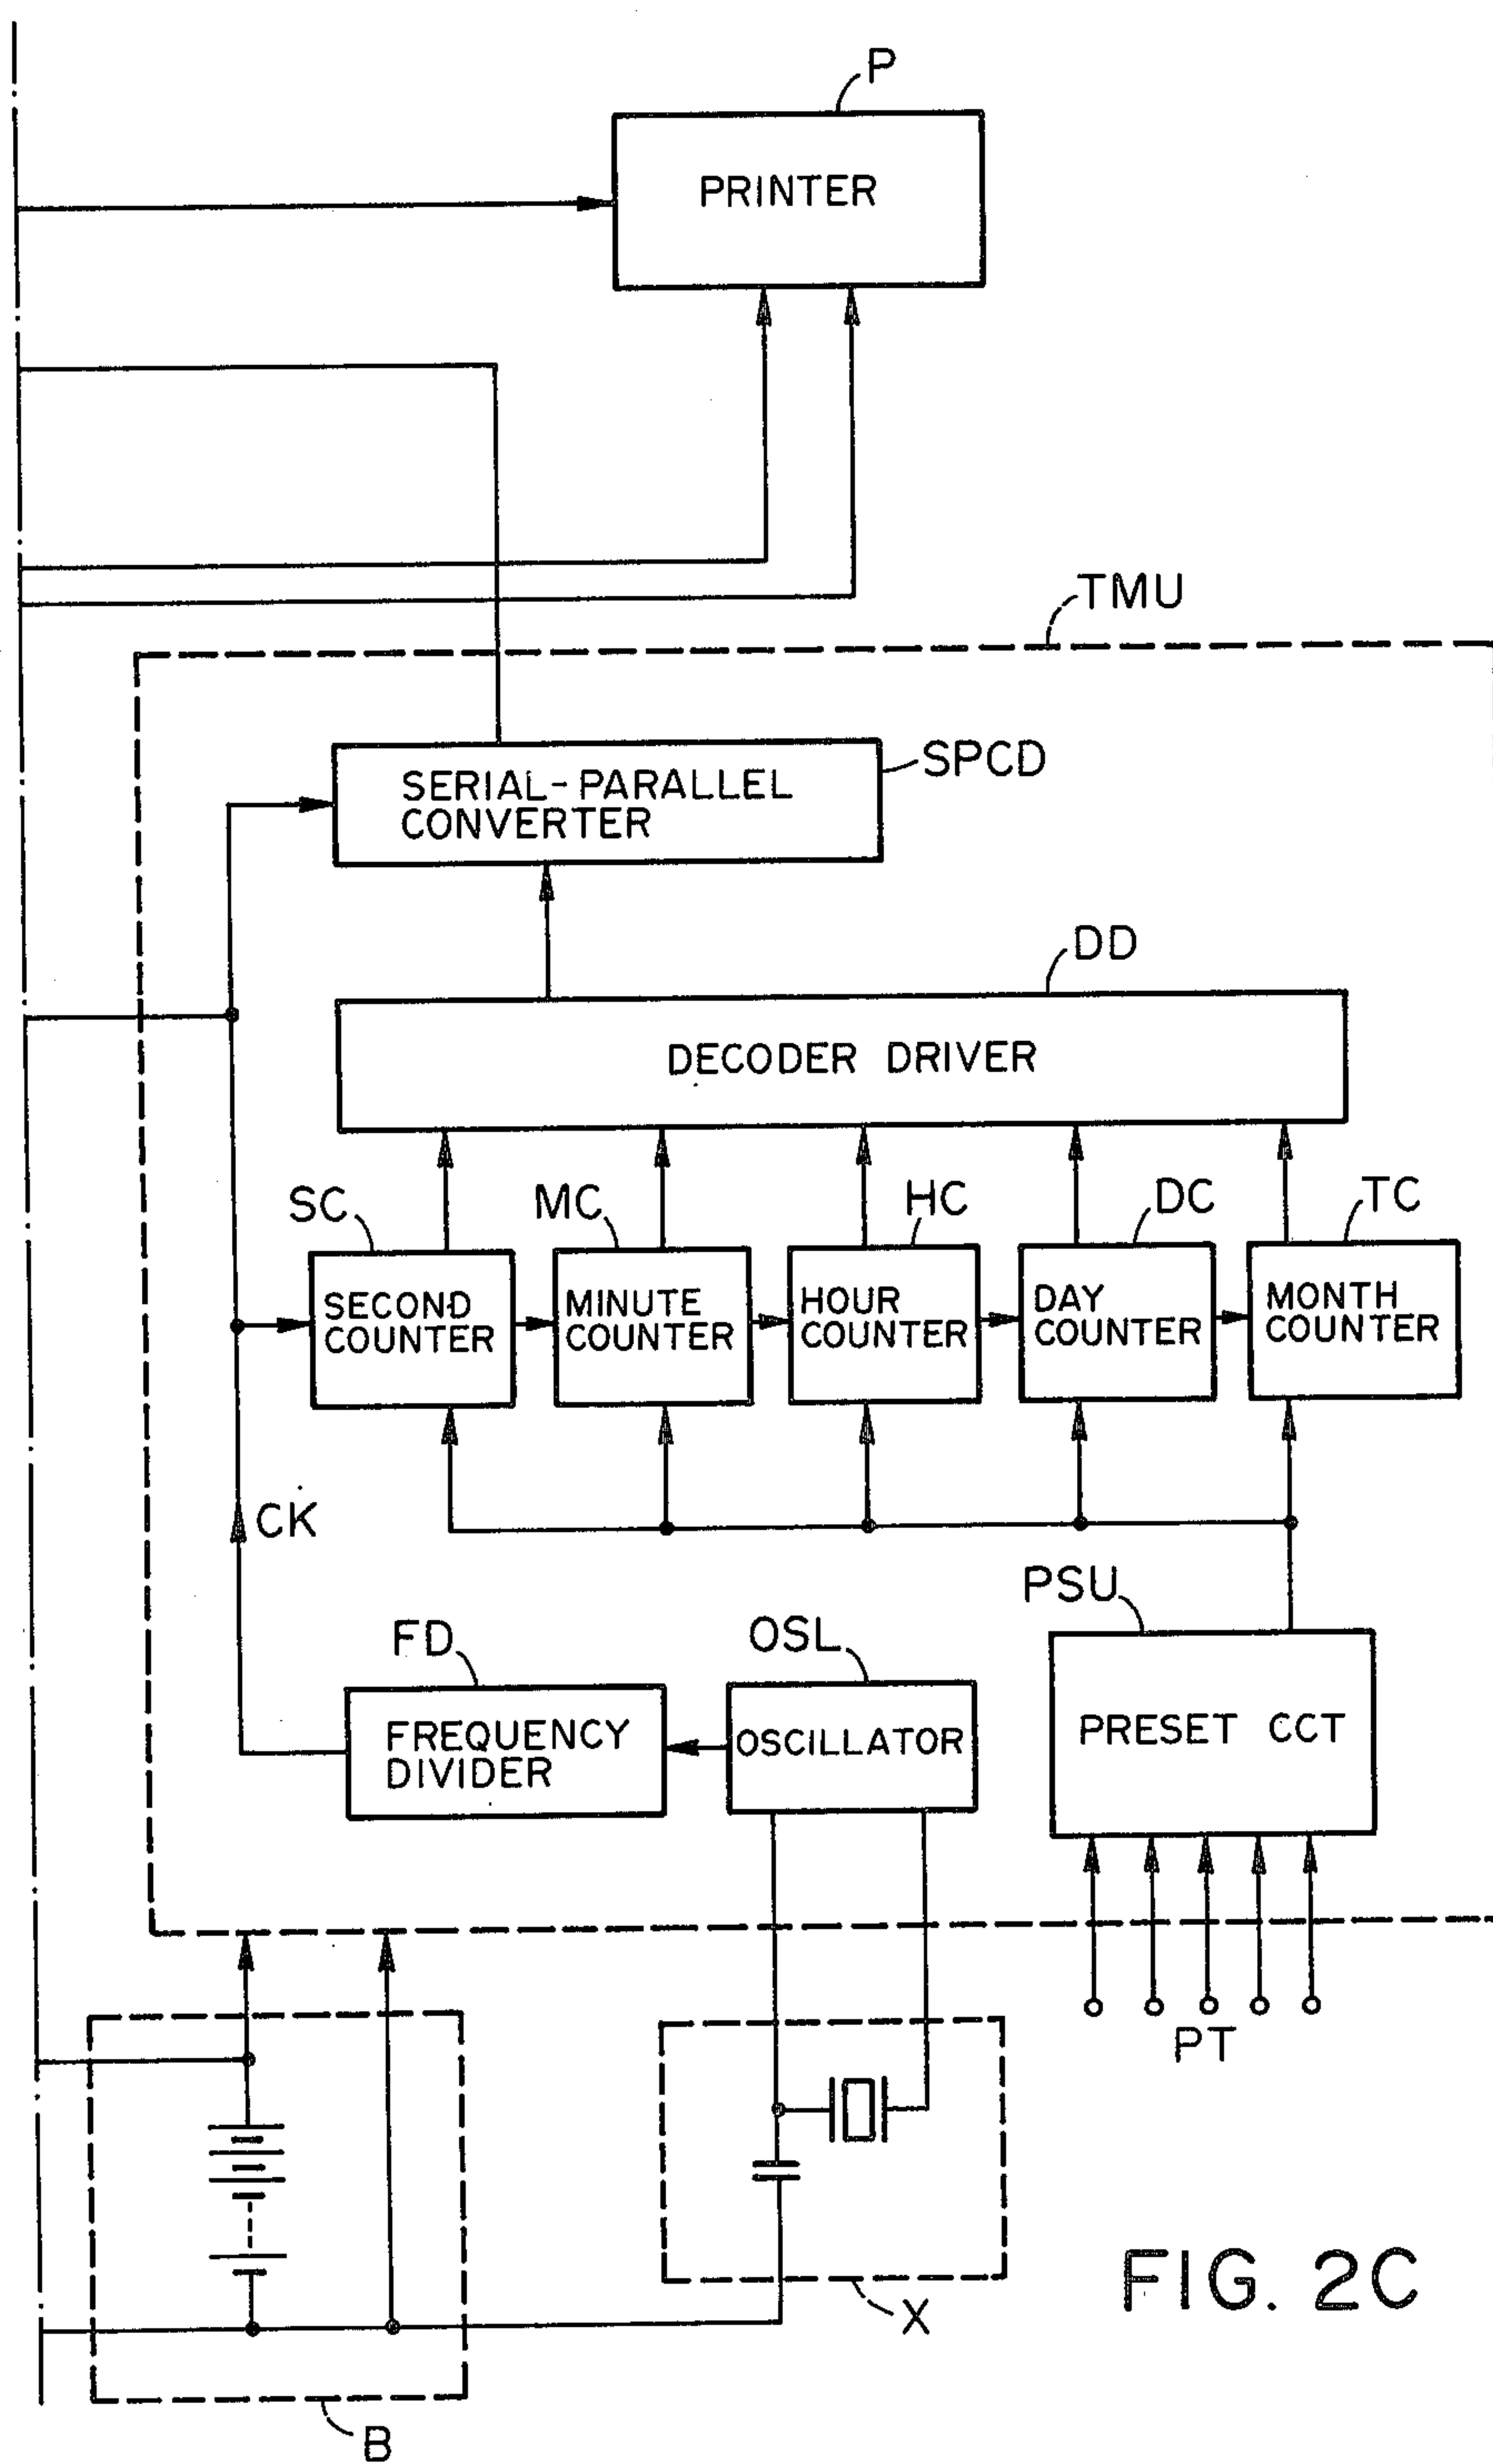 P
PRINTER
TMU
SPCD
SERIAL-PARALLEL
CONVERTER
DD
DECODER DRIVER
SC
MC
HC
DC
TC
SECOND
COUNTER
MINUTE
COUNTER
HOUR
COUNTER
DAY
COUNTER
MONTH
COUNTER
CK
PSU
FD
OSL
FREQUENCY
DIVIDER
OSCILLATOR
PRESET CCT
PT
X
B
FIG. 2C